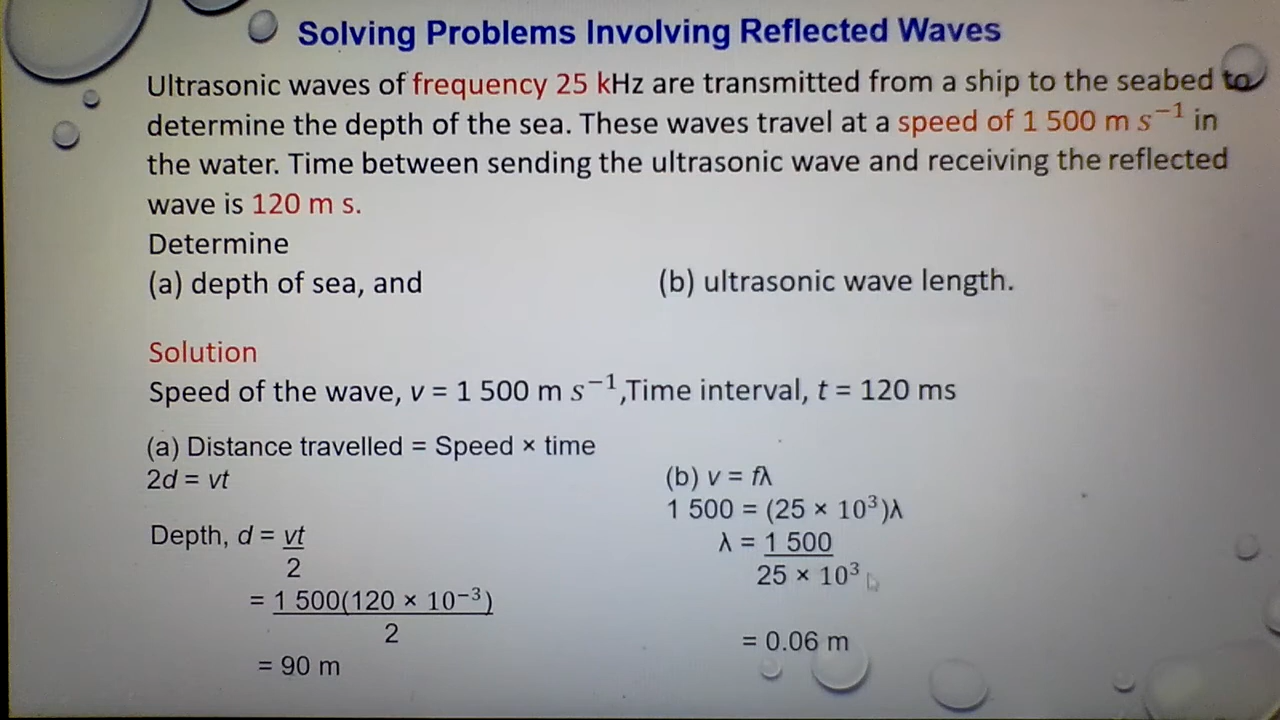 Solving Problems Involving Reflected Waves
Ultrasonic waves of frequency 25 kHz are transmitted from a ship to the seabed to
determine the depth of the sea. These waves travel at a speed of 1 500 m s⁻¹ in
the water. Time between sending the ultrasonic wave and receiving the reflected
wave is 120 m s.
Determine
(a) depth of sea, and (b) ultrasonic wave length.
Solution
Speed of the wave, v = 1 500 m s⁻¹,Time interval, t = 120 ms
(a) Distance travelled = Speed × time
2d = vt
Depth, d = vt
2
= 1 500(120 × 10⁻³)
2
= 90 m
(b) v = fλ
1 500 = (25 × 10³)λ
λ = 1 500
25 × 10³
= 0.06 m